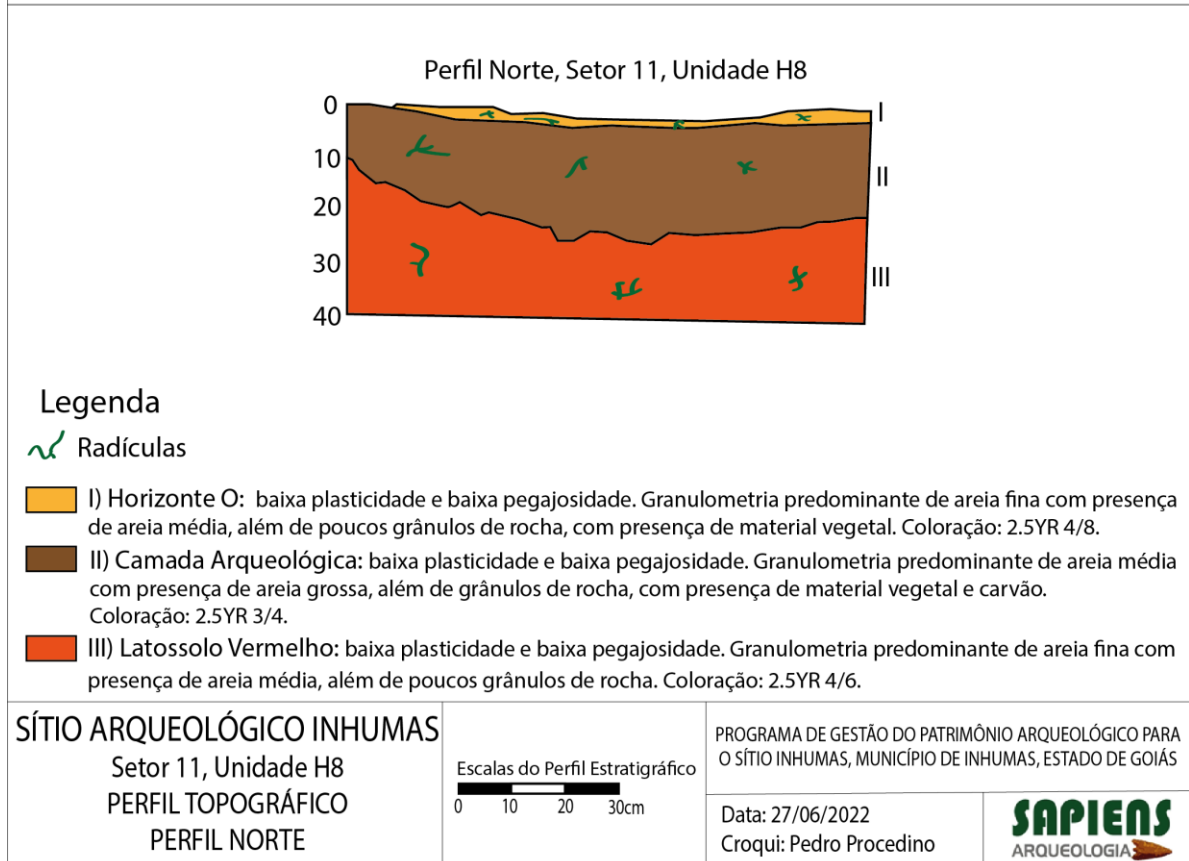 Perfil Norte, Setor 11, Unidade H8
0
10
20
30
40
I
II
III
Legenda
Radículas
I) Horizonte O: baixa plasticidade e baixa pegajosidade. Granulometria predominante de areia fina com presença
de areia média, além de poucos grânulos de rocha, com presença de material vegetal. Coloração: 2.5YR 4/8.
II) Camada Arqueológica: baixa plasticidade e baixa pegajosidade. Granulometria predominante de areia média
com presença de areia grossa, além de grânulos de rocha, com presença de material vegetal e carvão.
Coloração: 2.5YR 3/4.
III) Latossolo Vermelho: baixa plasticidade e baixa pegajosidade. Granulometria predominante de areia fina com
presença de areia média, além de poucos grânulos de rocha. Coloração: 2.5YR 4/6.
SÍTIO ARQUEOLÓGICO INHUMAS
Setor 11, Unidade H8
PERFIL TOPOGRÁFICO
PERFIL NORTE
Escalas do Perfil Estratigráfico
0 10 20 30cm
PROGRAMA DE GESTÃO DO PATRIMÔNIO ARQUEOLÓGICO PARA
O SÍTIO INHUMAS, MUNICÍPIO DE INHUMAS, ESTADO DE GOIÁS
Data: 27/06/2022
Croqui: Pedro Procedino
SAPIENS
ARQUEOLOGIA